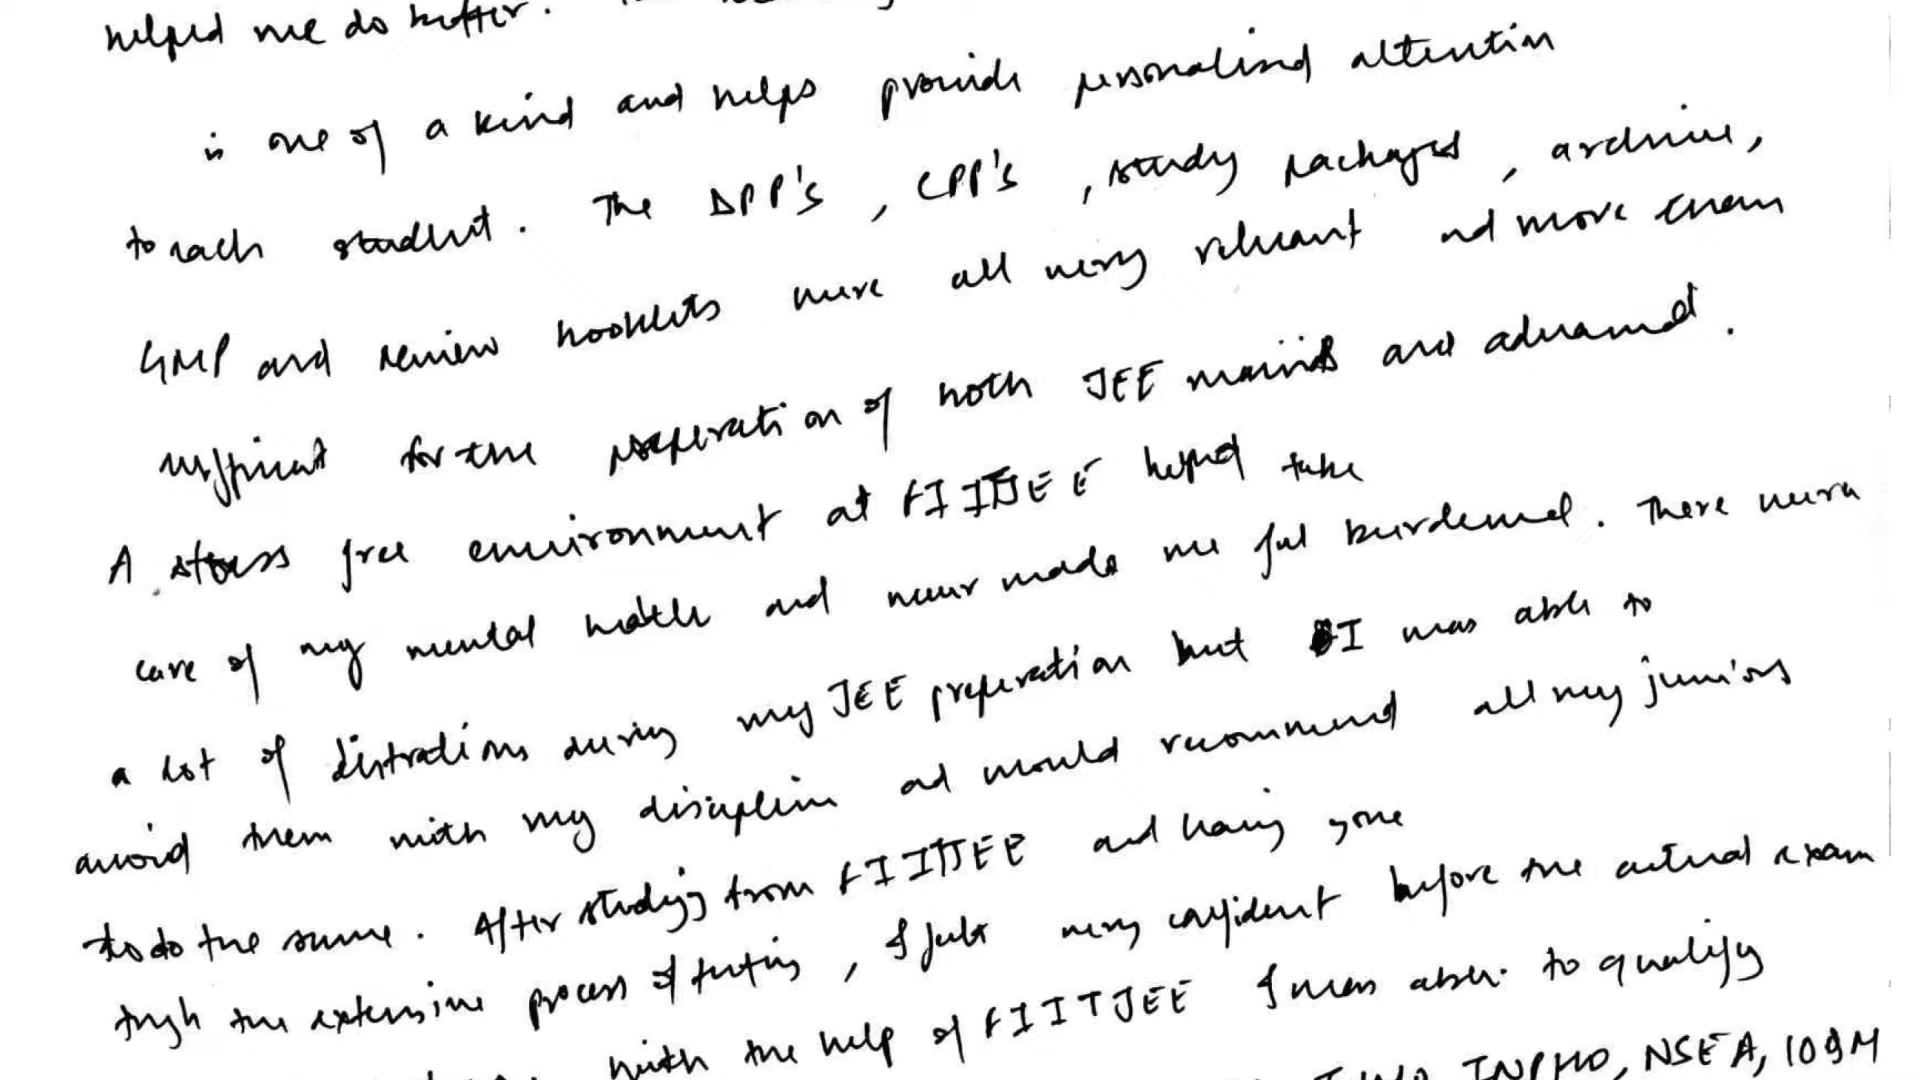 helped me do better.
is one of a kind and helps provide personalised attention
to each student. The DPP's, CPP's, study packages, archive,
GMP and review booklets were all very relevant and more than
sufficient for the preperation of both JEE mains and advanced.
A stress free environment at FIITJEE helped take
care of my mental health and never made me feel burdened. There were
a lot of distractions during my JEE preperation but I was able to
avoid them with my discipline and would recommend all my juniors
to do the same. After studying from FIITJEE and having gone
the extensive process of testing, I felt very confident before the actual exam
with the help of FIITJEE I was able to qualify
INPHO, NSEA, IOQM